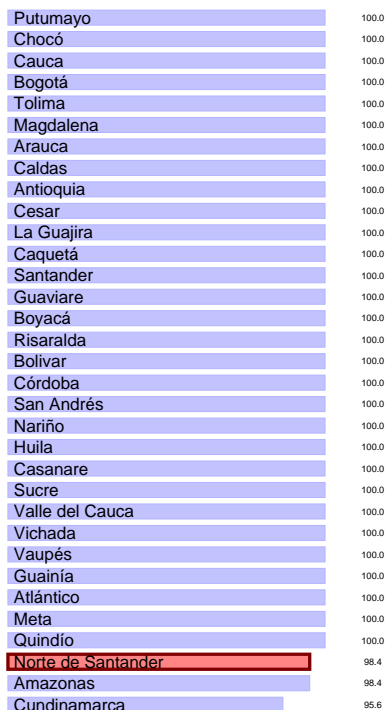 Putumayo 100.0
Chocó 100.0
Cauca 100.0
Bogotá 100.0
Tolima 100.0
Magdalena 100.0
Arauca 100.0
Caldas 100.0
Antioquia 100.0
Cesar 100.0
La Guajira 100.0
Caquetá 100.0
Santander 100.0
Guaviare 100.0
Boyacá 100.0
Risaralda 100.0
Bolivar 100.0
Córdoba 100.0
San Andrés 100.0
Nariño 100.0
Huila 100.0
Casanare 100.0
Sucre 100.0
Valle del Cauca 100.0
Vichada 100.0
Vaupés 100.0
Guainía 100.0
Atlántico 100.0
Meta 100.0
Quindío 100.0
Norte de Santander 98.4
Amazonas 98.4
Cundinamarca 95.6